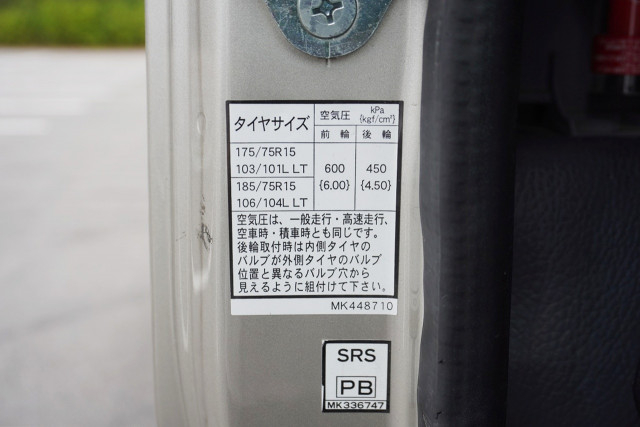 タイヤサイズ 空気圧 kPa {kgf/cm²}
前輪 後輪
175/75R15
103/101L LT 600 450
185/75R15 {6.00} {4.50}
106/104L LT
空気圧は、一般走行・高速走行、
空車時・積車時とも同じです。
後輪取付時は内側タイヤの
バルブが外側タイヤのバルブ
位置と異なるバルブ穴から
見えるように組付けて下さい。
MK448710
SRS
PB
MK336747